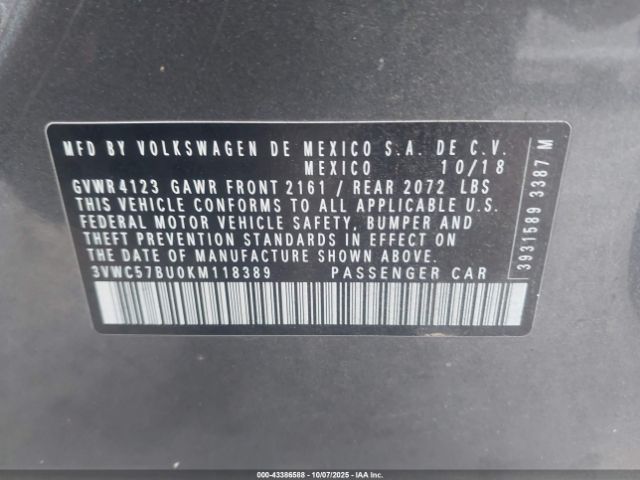 MFD BY VOLKSWAGEN DE MEXICO S.A. DE C.V.
MEXICO 10/18
GVWR 4123 GAWR FRONT 2161 / REAR 2072 LBS
THIS VEHICLE CONFORMS TO ALL APPLICABLE U.S.
FEDERAL MOTOR VEHICLE SAFETY, BUMPER AND
THEFT PREVENTION STANDARDS IN EFFECT ON
THE DATE OF MANUFACTURE SHOWN ABOVE.
3VWC57BU0KM118389 PASSENGER CAR
3931589 3387 M
000-43386588 - 10/07/2025 - IAA, Inc.